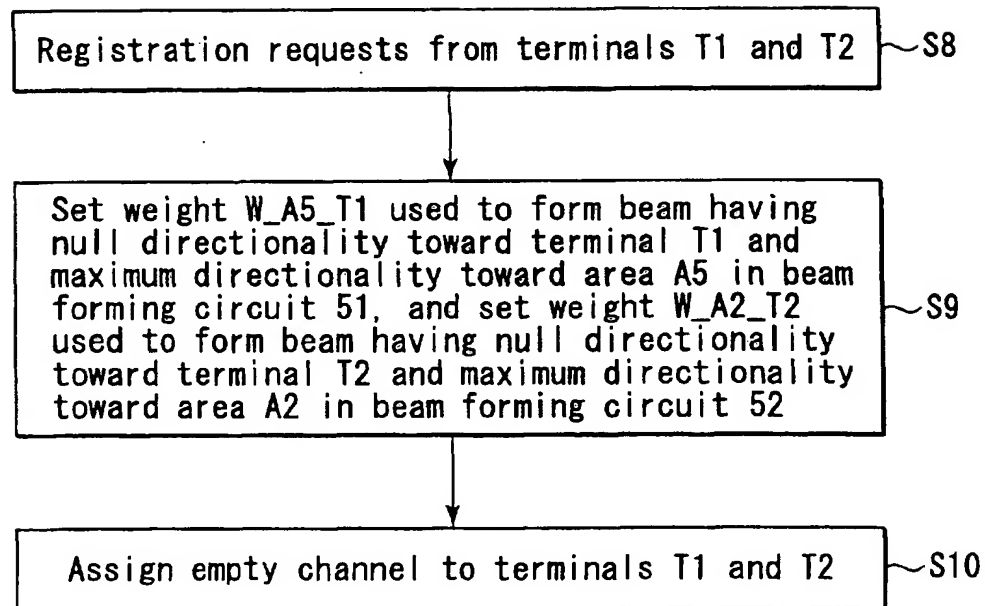 Registration requests from terminals T1 and T2
S8
Set weight W_A5_T1 used to form beam having
null directionality toward terminal T1 and
maximum directionality toward area A5 in beam
forming circuit 51, and set weight W_A2_T2
used to form beam having null directionality
toward terminal T2 and maximum directionality
toward area A2 in beam forming circuit 52
S9
Assign empty channel to terminals T1 and T2
S10